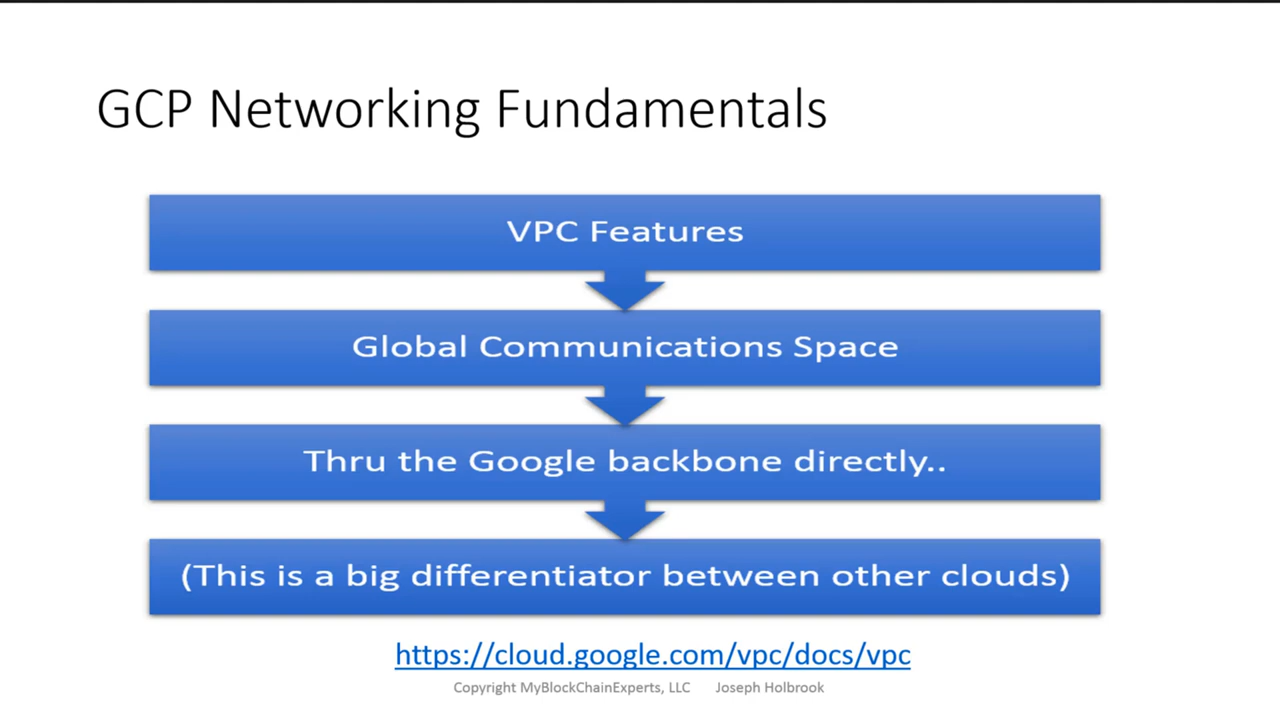 GCP Networking Fundamentals
VPC Features
Global Communications Space
Thru the Google backbone directly..
(This is a big differentiator between other clouds)
https://cloud.google.com/vpc/docs/vpc
Copyright MyBlockChainExperts, LLC Joseph Holbrook